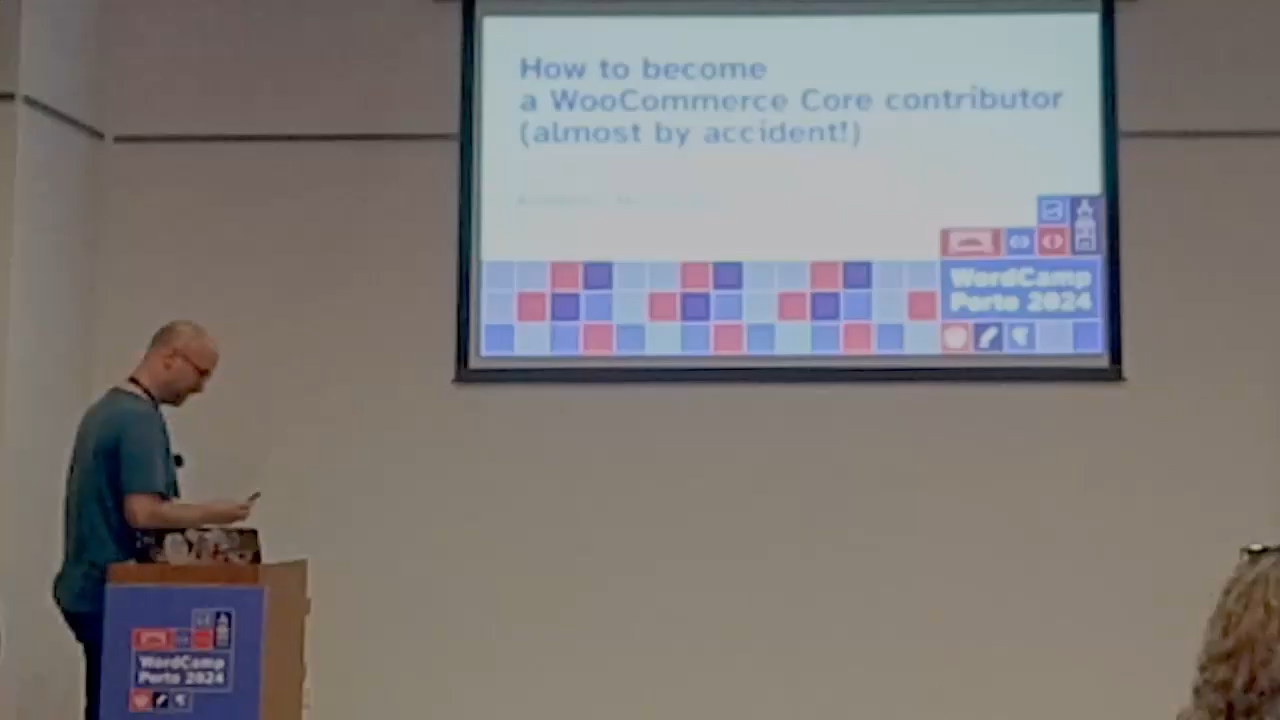 How to become
a WooCommerce Core contributor
(almost by accident!)
WordCamp
Porto 2024
WordCamp
Porto 2024